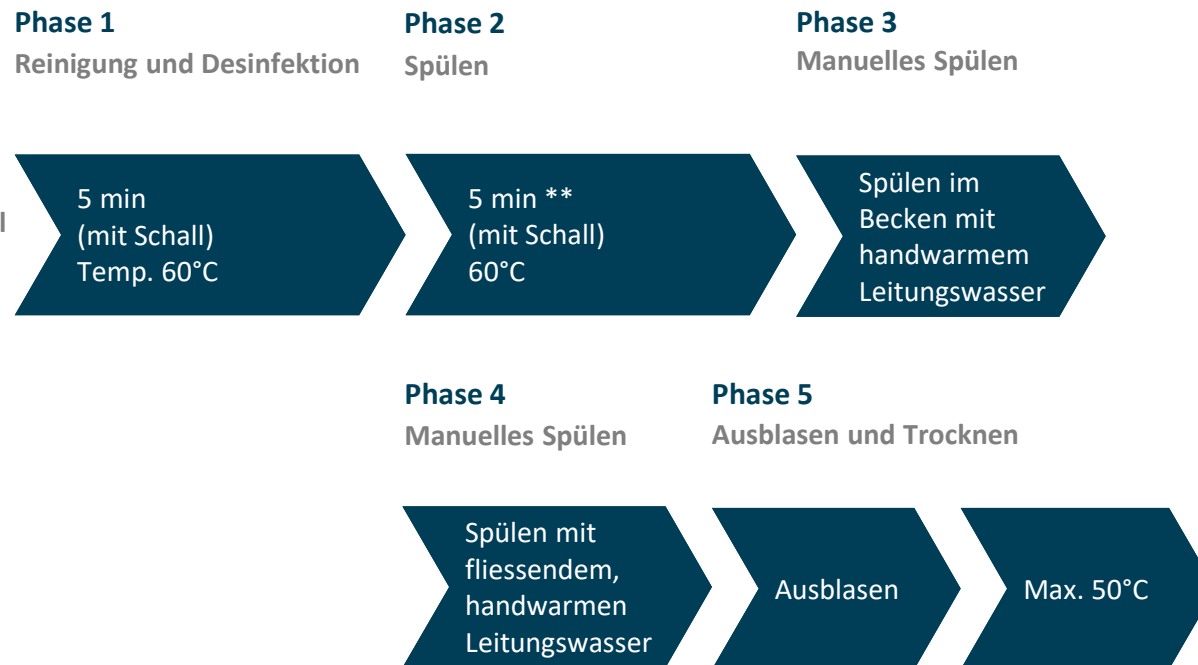 Phase 1
Reinigung und Desinfektion
Phase 2
Spülen
Phase 3
Manuelles Spülen
5 min
(mit Schall)
Temp. 60°C
5 min **
(mit Schall)
60°C
Spülen im
Becken mit
handwarmem
Leitungswasser
Phase 4
Manuelles Spülen
Phase 5
Ausblasen und Trocknen
Spülen mit
fliessendem,
handwarmen
Leitungswasser
Ausblasen
Max. 50°C